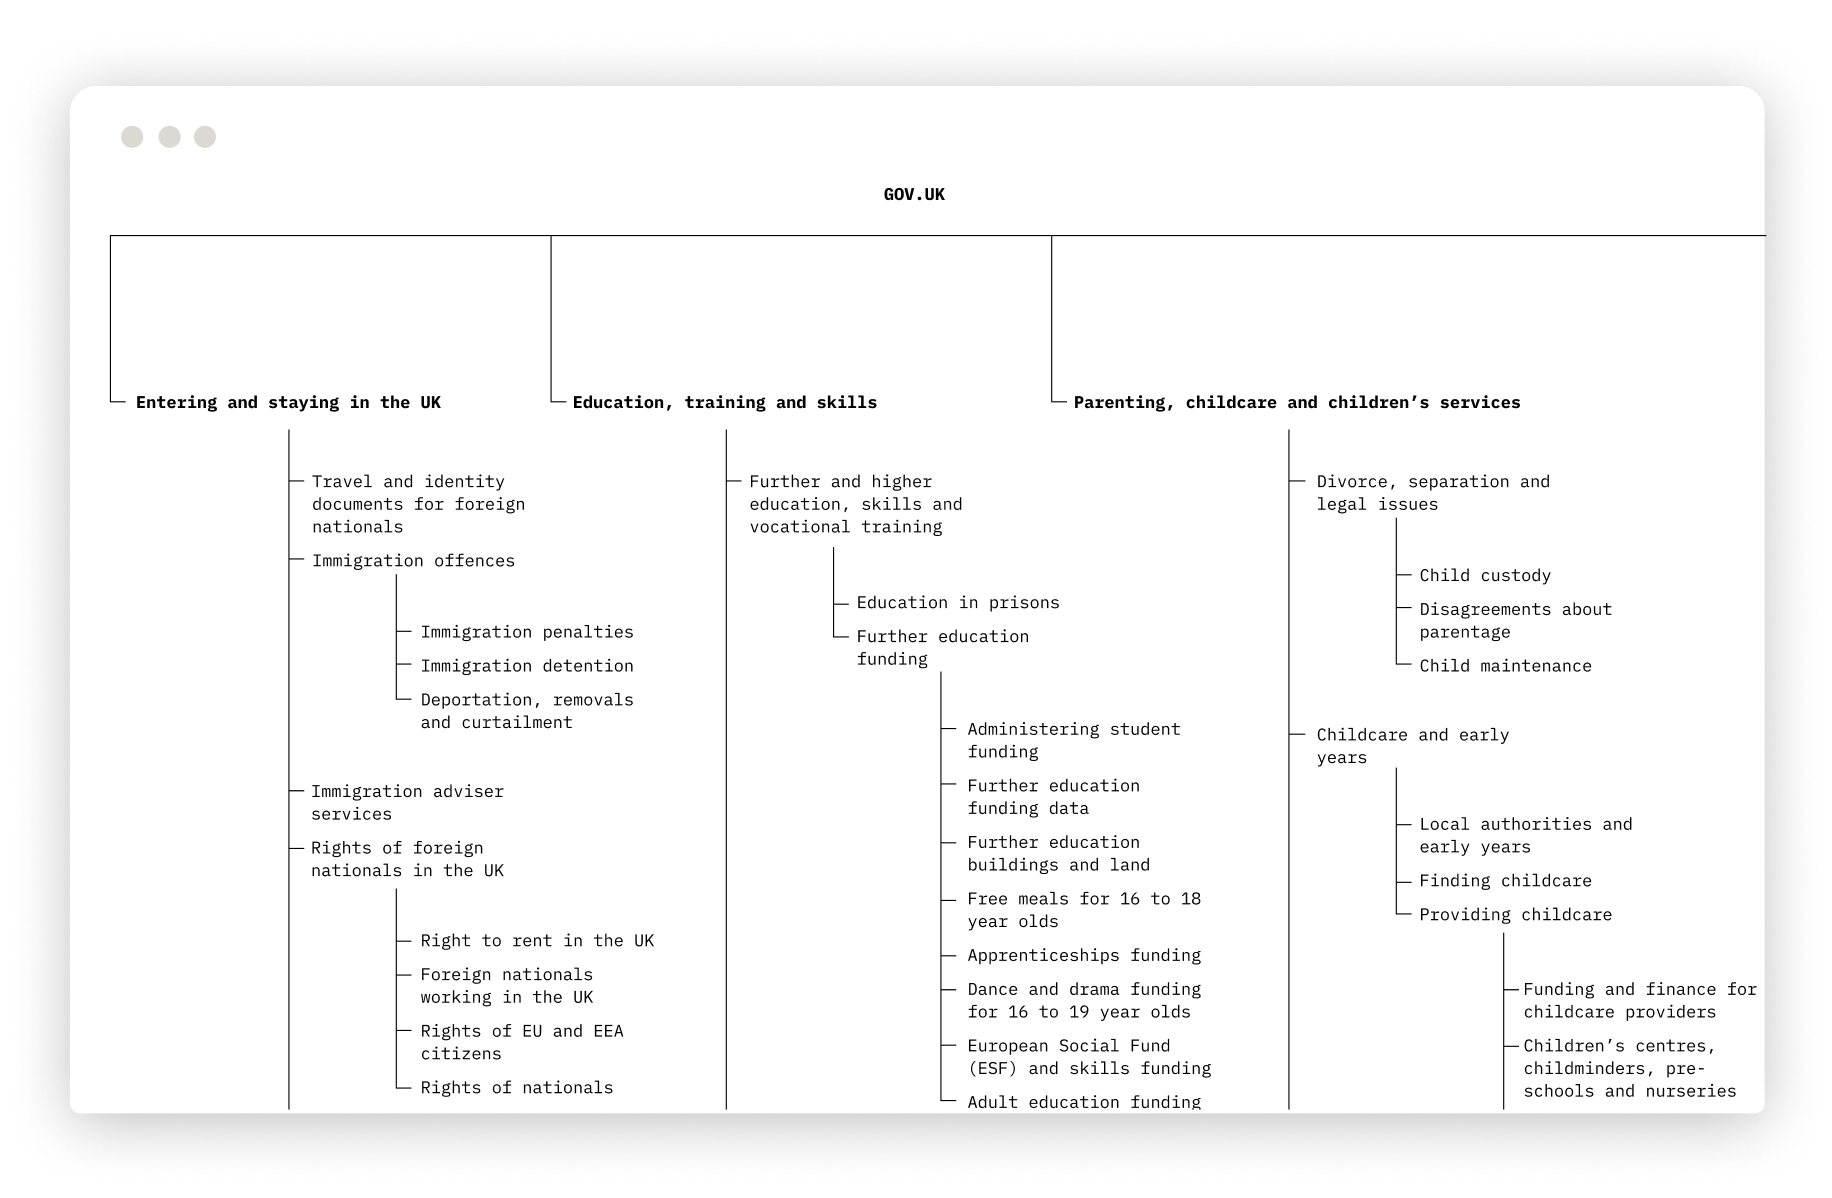 GOV.UK
Entering and staying in the UK
Travel and identity
documents for foreign
nationals
Immigration offences
Immigration penalties
Immigration detention
Deportation, removals
and curtailment
Immigration adviser
services
Rights of foreign
nationals in the UK
Right to rent in the UK
Foreign nationals
working in the UK
Rights of EU and EEA
citizens
Rights of nationals
Education, training and skills
Further and higher
education, skills and
vocational training
Education in prisons
Further education
funding
Administering student
funding
Further education
funding data
Further education
buildings and land
Free meals for 16 to 18
year olds
Apprenticeships funding
Dance and drama funding
for 16 to 19 year olds
European Social Fund
(ESF) and skills funding
Adult education funding
Parenting, childcare and children’s services
Divorce, separation and
legal issues
Child custody
Disagreements about
parentage
Child maintenance
Childcare and early
years
Local authorities and
early years
Finding childcare
Providing childcare
Funding and finance for
childcare providers
Children’s centres,
childminders, pre-
schools and nurseries